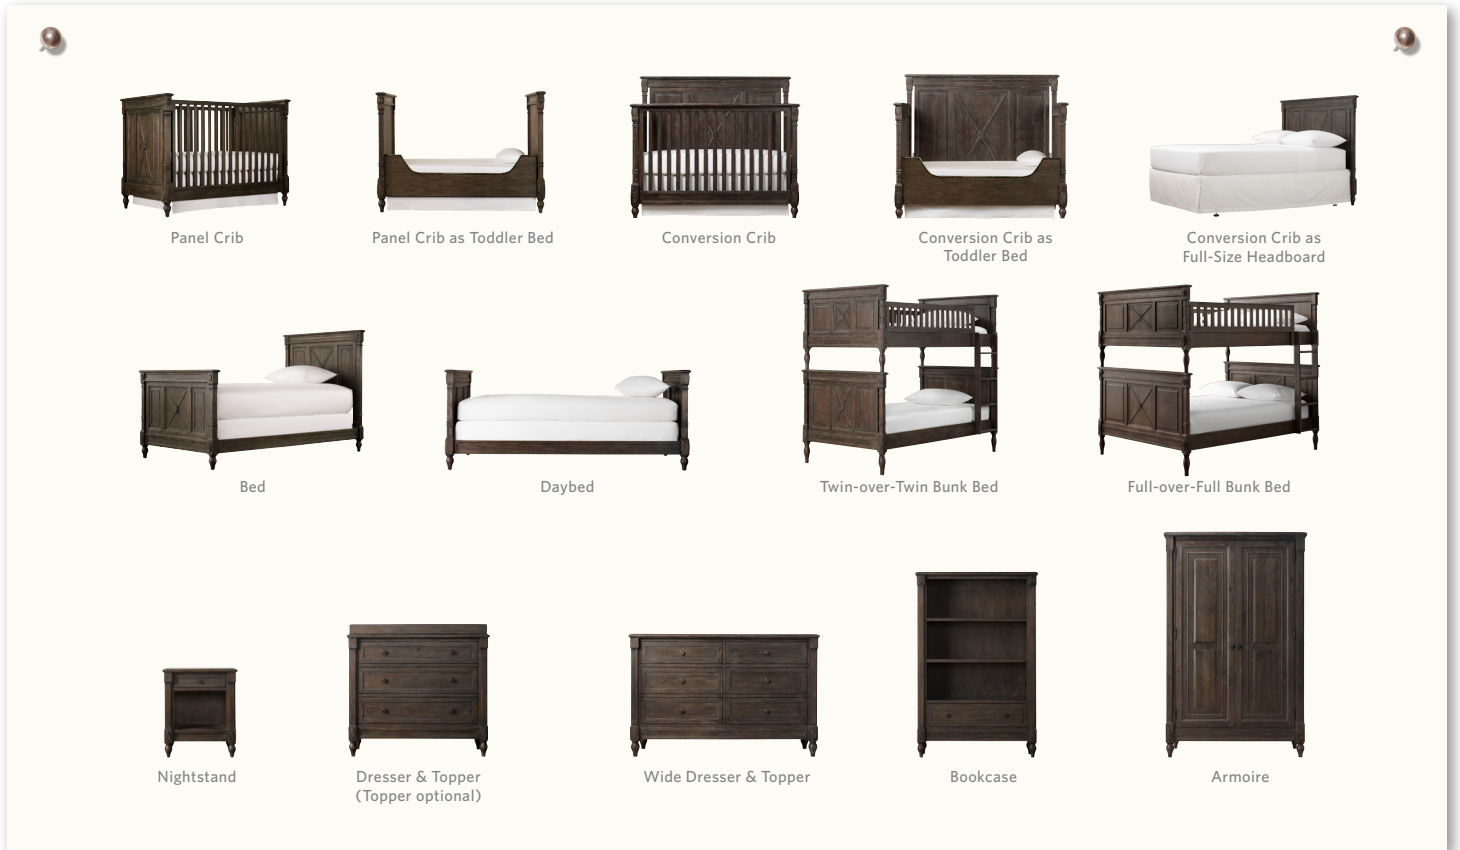 Panel Crib
Panel Crib as Toddler Bed
Conversion Crib
Conversion Crib as
Toddler Bed
Conversion Crib as
Full-Size Headboard
Bed
Daybed
Twin-over-Twin Bunk Bed
Full-over-Full Bunk Bed
Nightstand
Dresser & Topper
(Topper optional)
Wide Dresser & Topper
Bookcase
Armoire